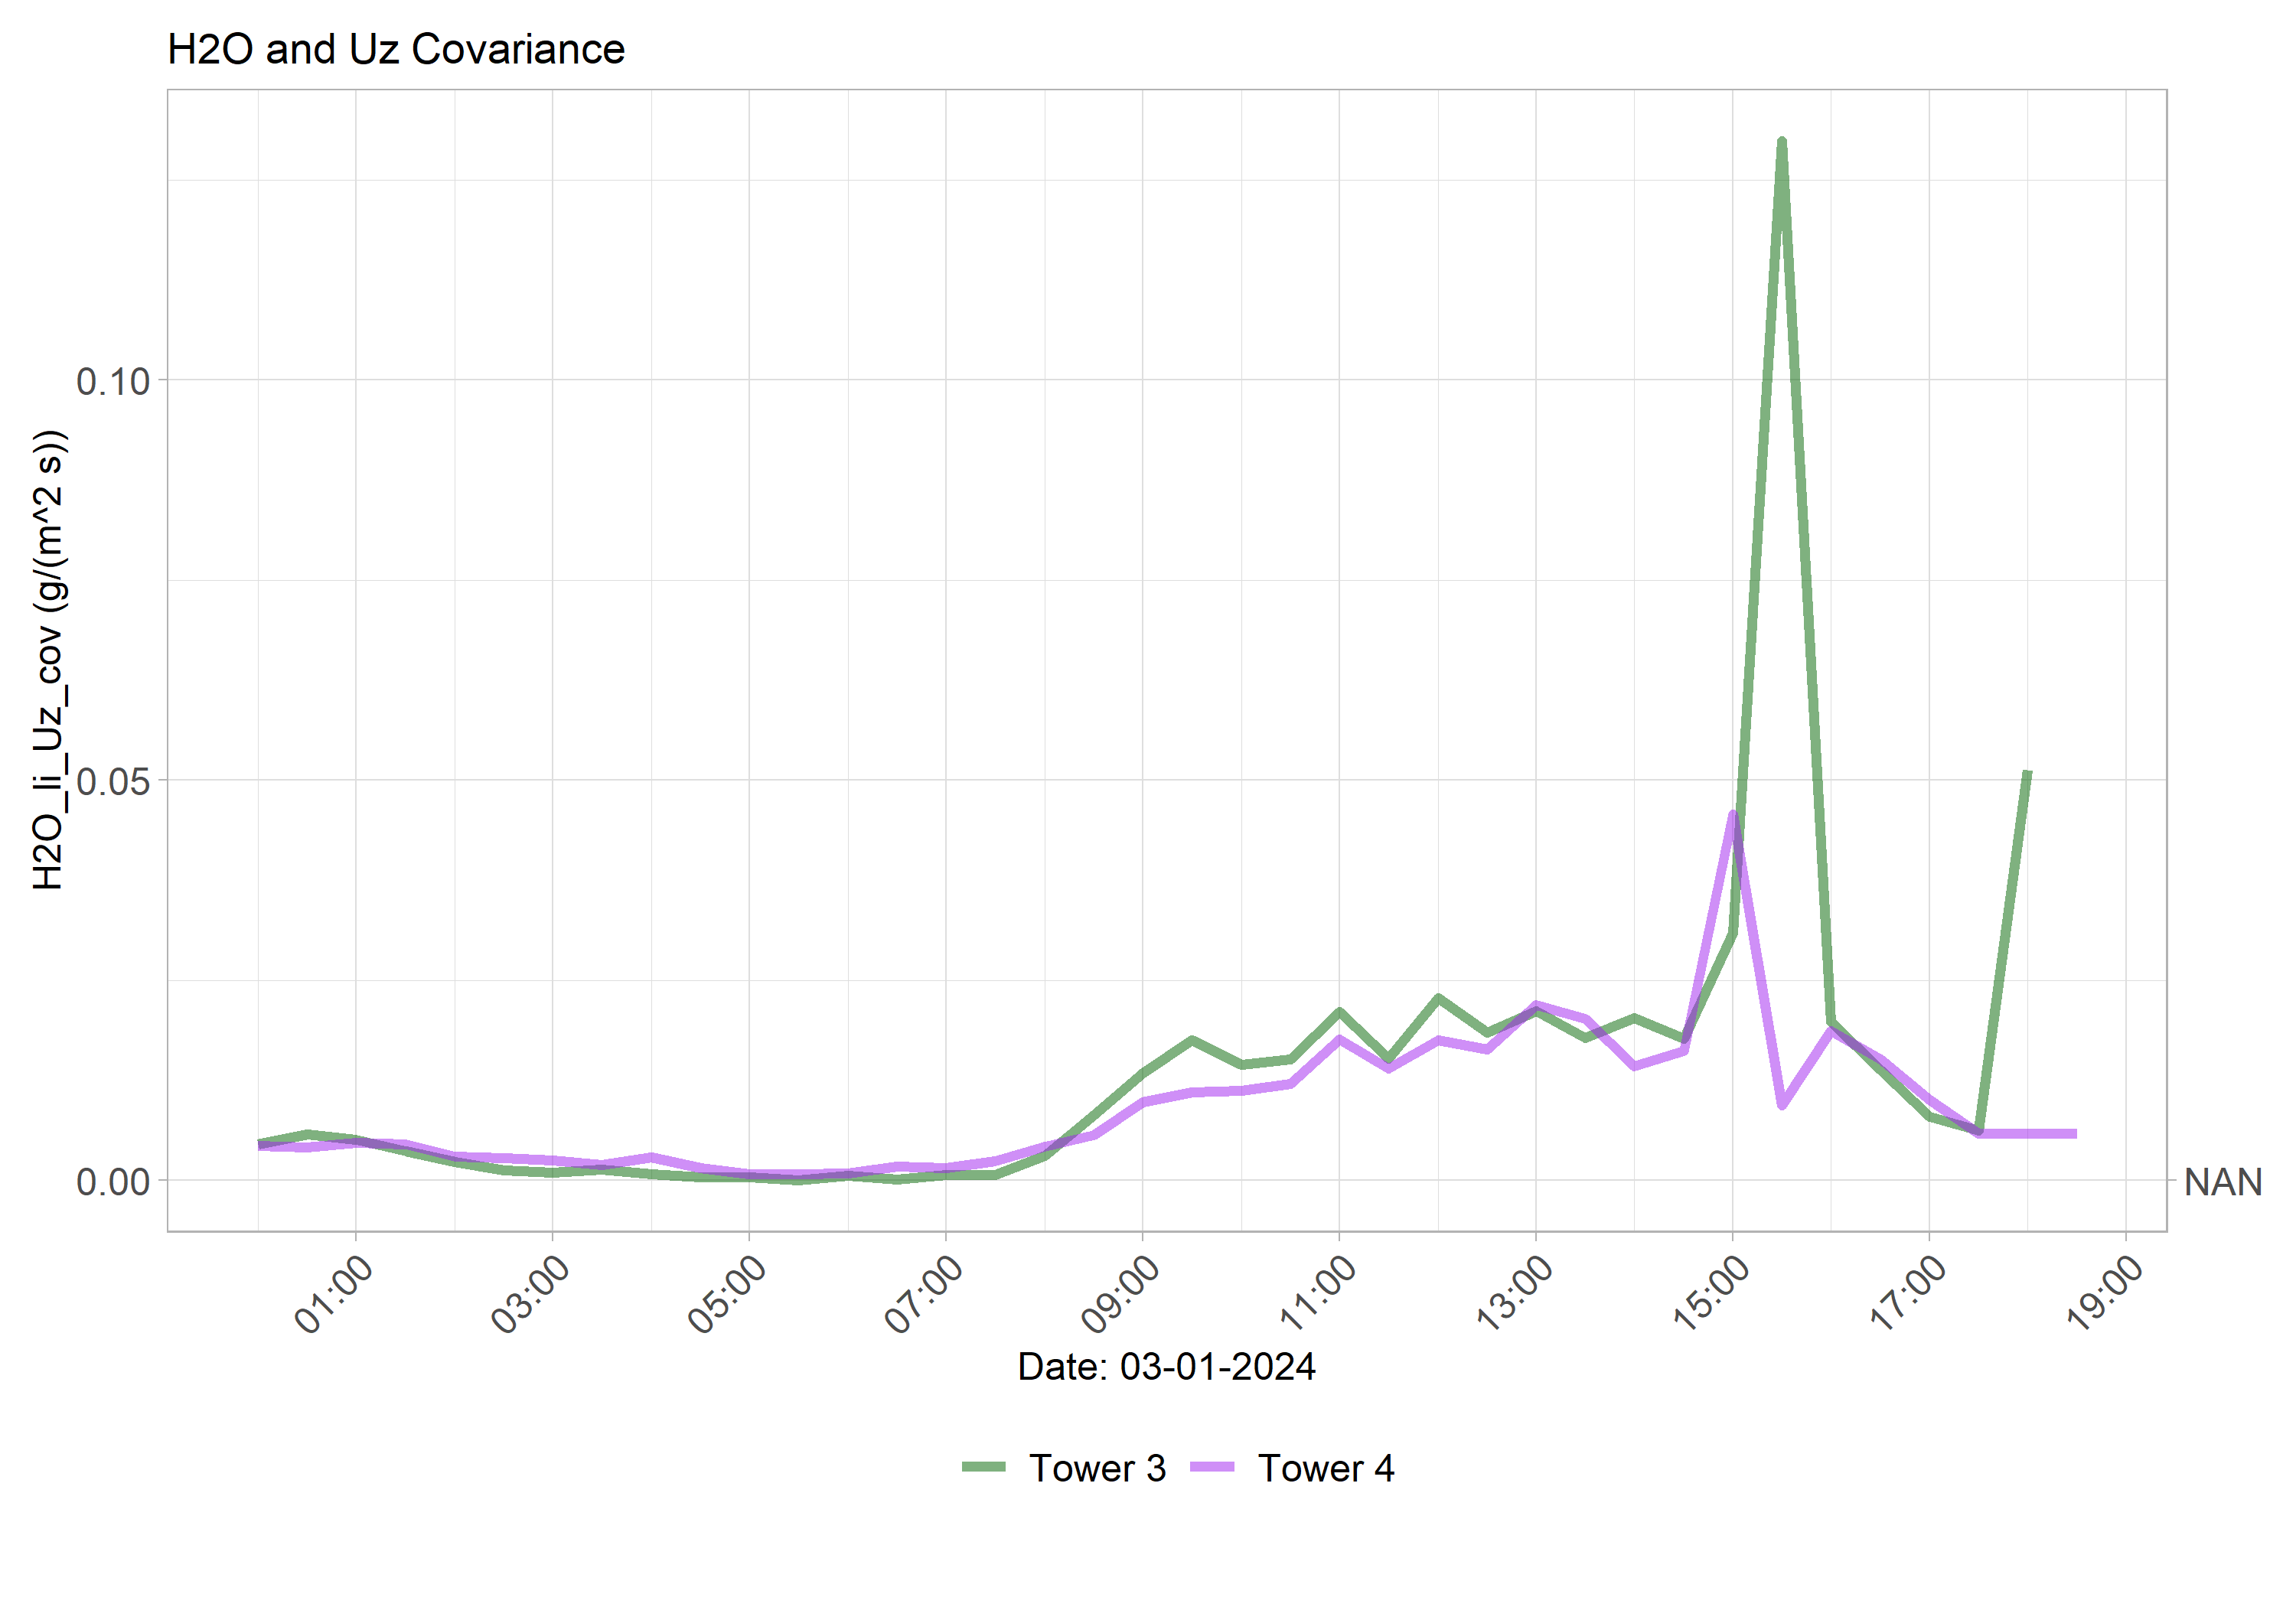 H2O and Uz Covariance
H2O_li_Uz_cov (g/(m^2 s))
0.10
0.05
0.00
NAN
01:00
03:00
05:00
07:00
09:00
11:00
13:00
15:00
17:00
19:00
Date: 03-01-2024
Tower 3
Tower 4